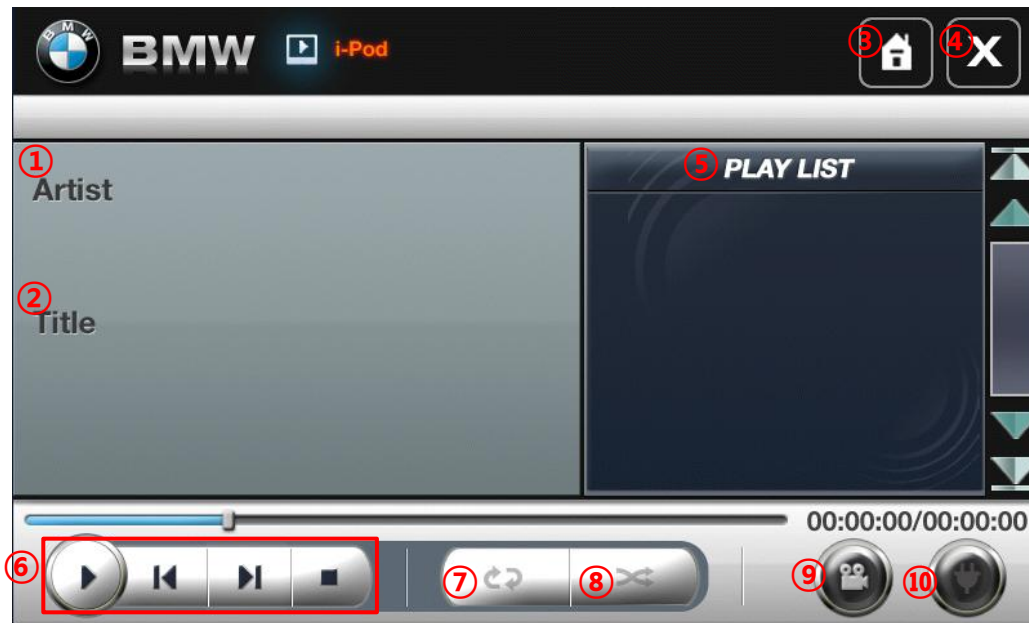 BMW BMW i-Pod ③ ④ X
① Artist
⑤ PLAY LIST
② Title
00:00:00/00:00:00
⑥ ⑦ ⑧ ⑨ ⑩